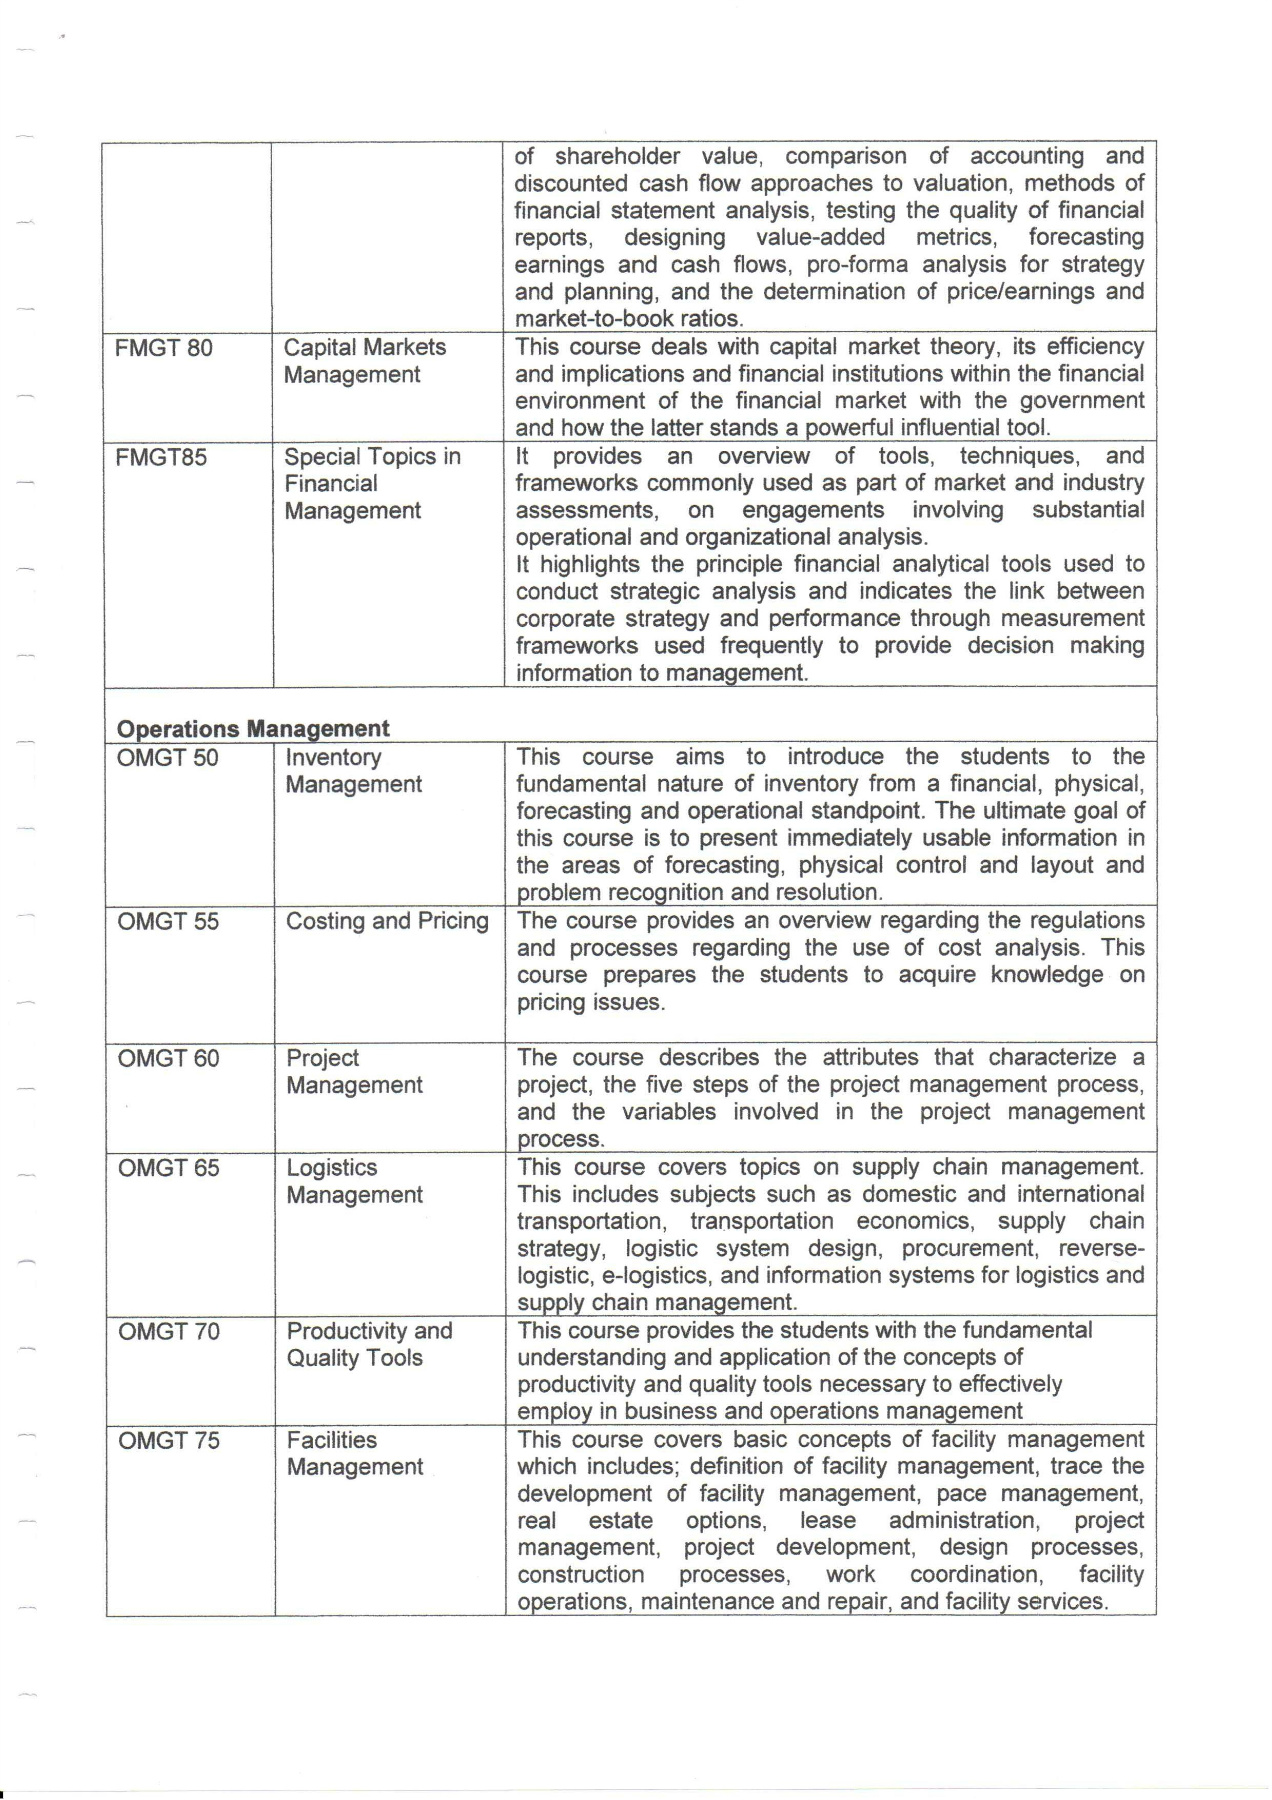 of shareholder value, comparison of accounting and
discounted cash flow approaches to valuation, methods of
financial statement analysis, testing the quality of financial
reports, designing value-added metrics, forecasting
earnings and cash flows, pro-forma analysis for strategy
and planning, and the determination of price/earnings and
market-to-book ratios.
FMGT 80 Capital Markets This course deals with capital market theory, its efficiency
Management and implications and financial institutions within the financial
environment of the financial market with the government
and how the latter stands a powerful influential tool.
FMGT85 Special Topics in It provides an overview of tools, techniques, and
Financial frameworks commonly used as part of market and industry
Management assessments, on engagements involving substantial
operational and organizational analysis.
It highlights the principle financial analytical tools used to
conduct strategic analysis and indicates the link between
corporate strategy and performance through measurement
frameworks used frequently to provide decision making
information to management.
Operations Management
OMGT 50 Inventory This course aims to introduce the students to the
Management fundamental nature of inventory from a financial, physical,
forecasting and operational standpoint. The ultimate goal of
this course is to present immediately usable information in
the areas of forecasting, physical control and layout and
problem recognition and resolution.
OMGT 55 Costing and Pricing The course provides an overview regarding the regulations
and processes regarding the use of cost analysis. This
course prepares the students to acquire knowledge on
pricing issues.
OMGT 60 Project The course describes the attributes that characterize a
Management project, the five steps of the project management process,
and the variables involved in the project management
process.
OMGT 65 Logistics This course covers topics on supply chain management.
Management This includes subjects such as domestic and international
transportation, transportation economics, supply chain
strategy, logistic system design, procurement, reverse-
logistic, e-logistics, and information systems for logistics and
supply chain management.
OMGT 70 Productivity and This course provides the students with the fundamental
Quality Tools understanding and application of the concepts of
productivity and quality tools necessary to effectively
employ in business and operations management
OMGT 75 Facilities This course covers basic concepts of facility management
Management which includes; definition of facility management, trace the
development of facility management, pace management,
real estate options, lease administration, project
management, project development, design processes,
construction processes, work coordination, facility
operations, maintenance and repair, and facility services.